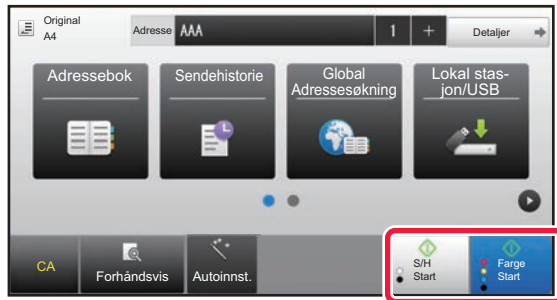 Original
A4
Adresse AAA 1 + Detaljer
Adressebok
Sendehistorie
Global
Adressesøkning
Lokal stas-
jon/USB
CA
Forhåndsvis
Autoinnst.
S/H
Start
Farge
Start